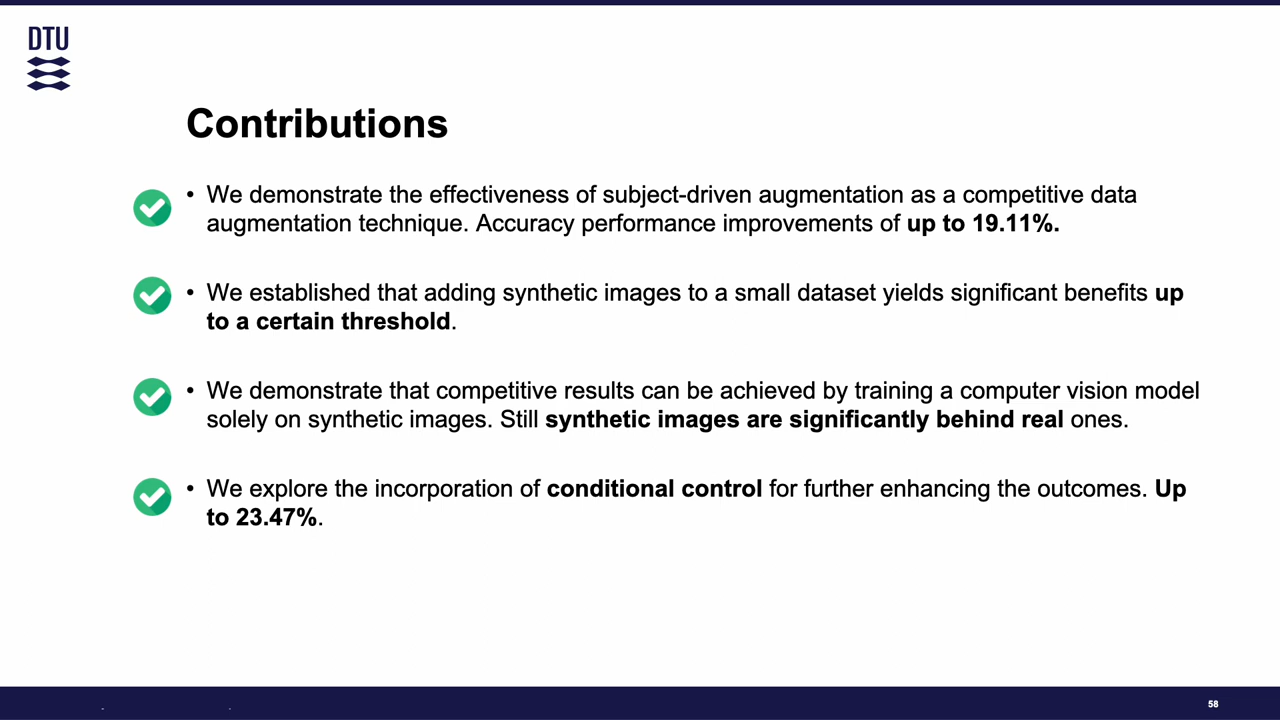 DTU
Contributions
• We demonstrate the effectiveness of subject-driven augmentation as a competitive data
augmentation technique. Accuracy performance improvements of up to 19.11%.
• We established that adding synthetic images to a small dataset yields significant benefits up
to a certain threshold.
• We demonstrate that competitive results can be achieved by training a computer vision model
solely on synthetic images. Still synthetic images are significantly behind real ones.
• We explore the incorporation of conditional control for further enhancing the outcomes. Up
to 23.47%.
58